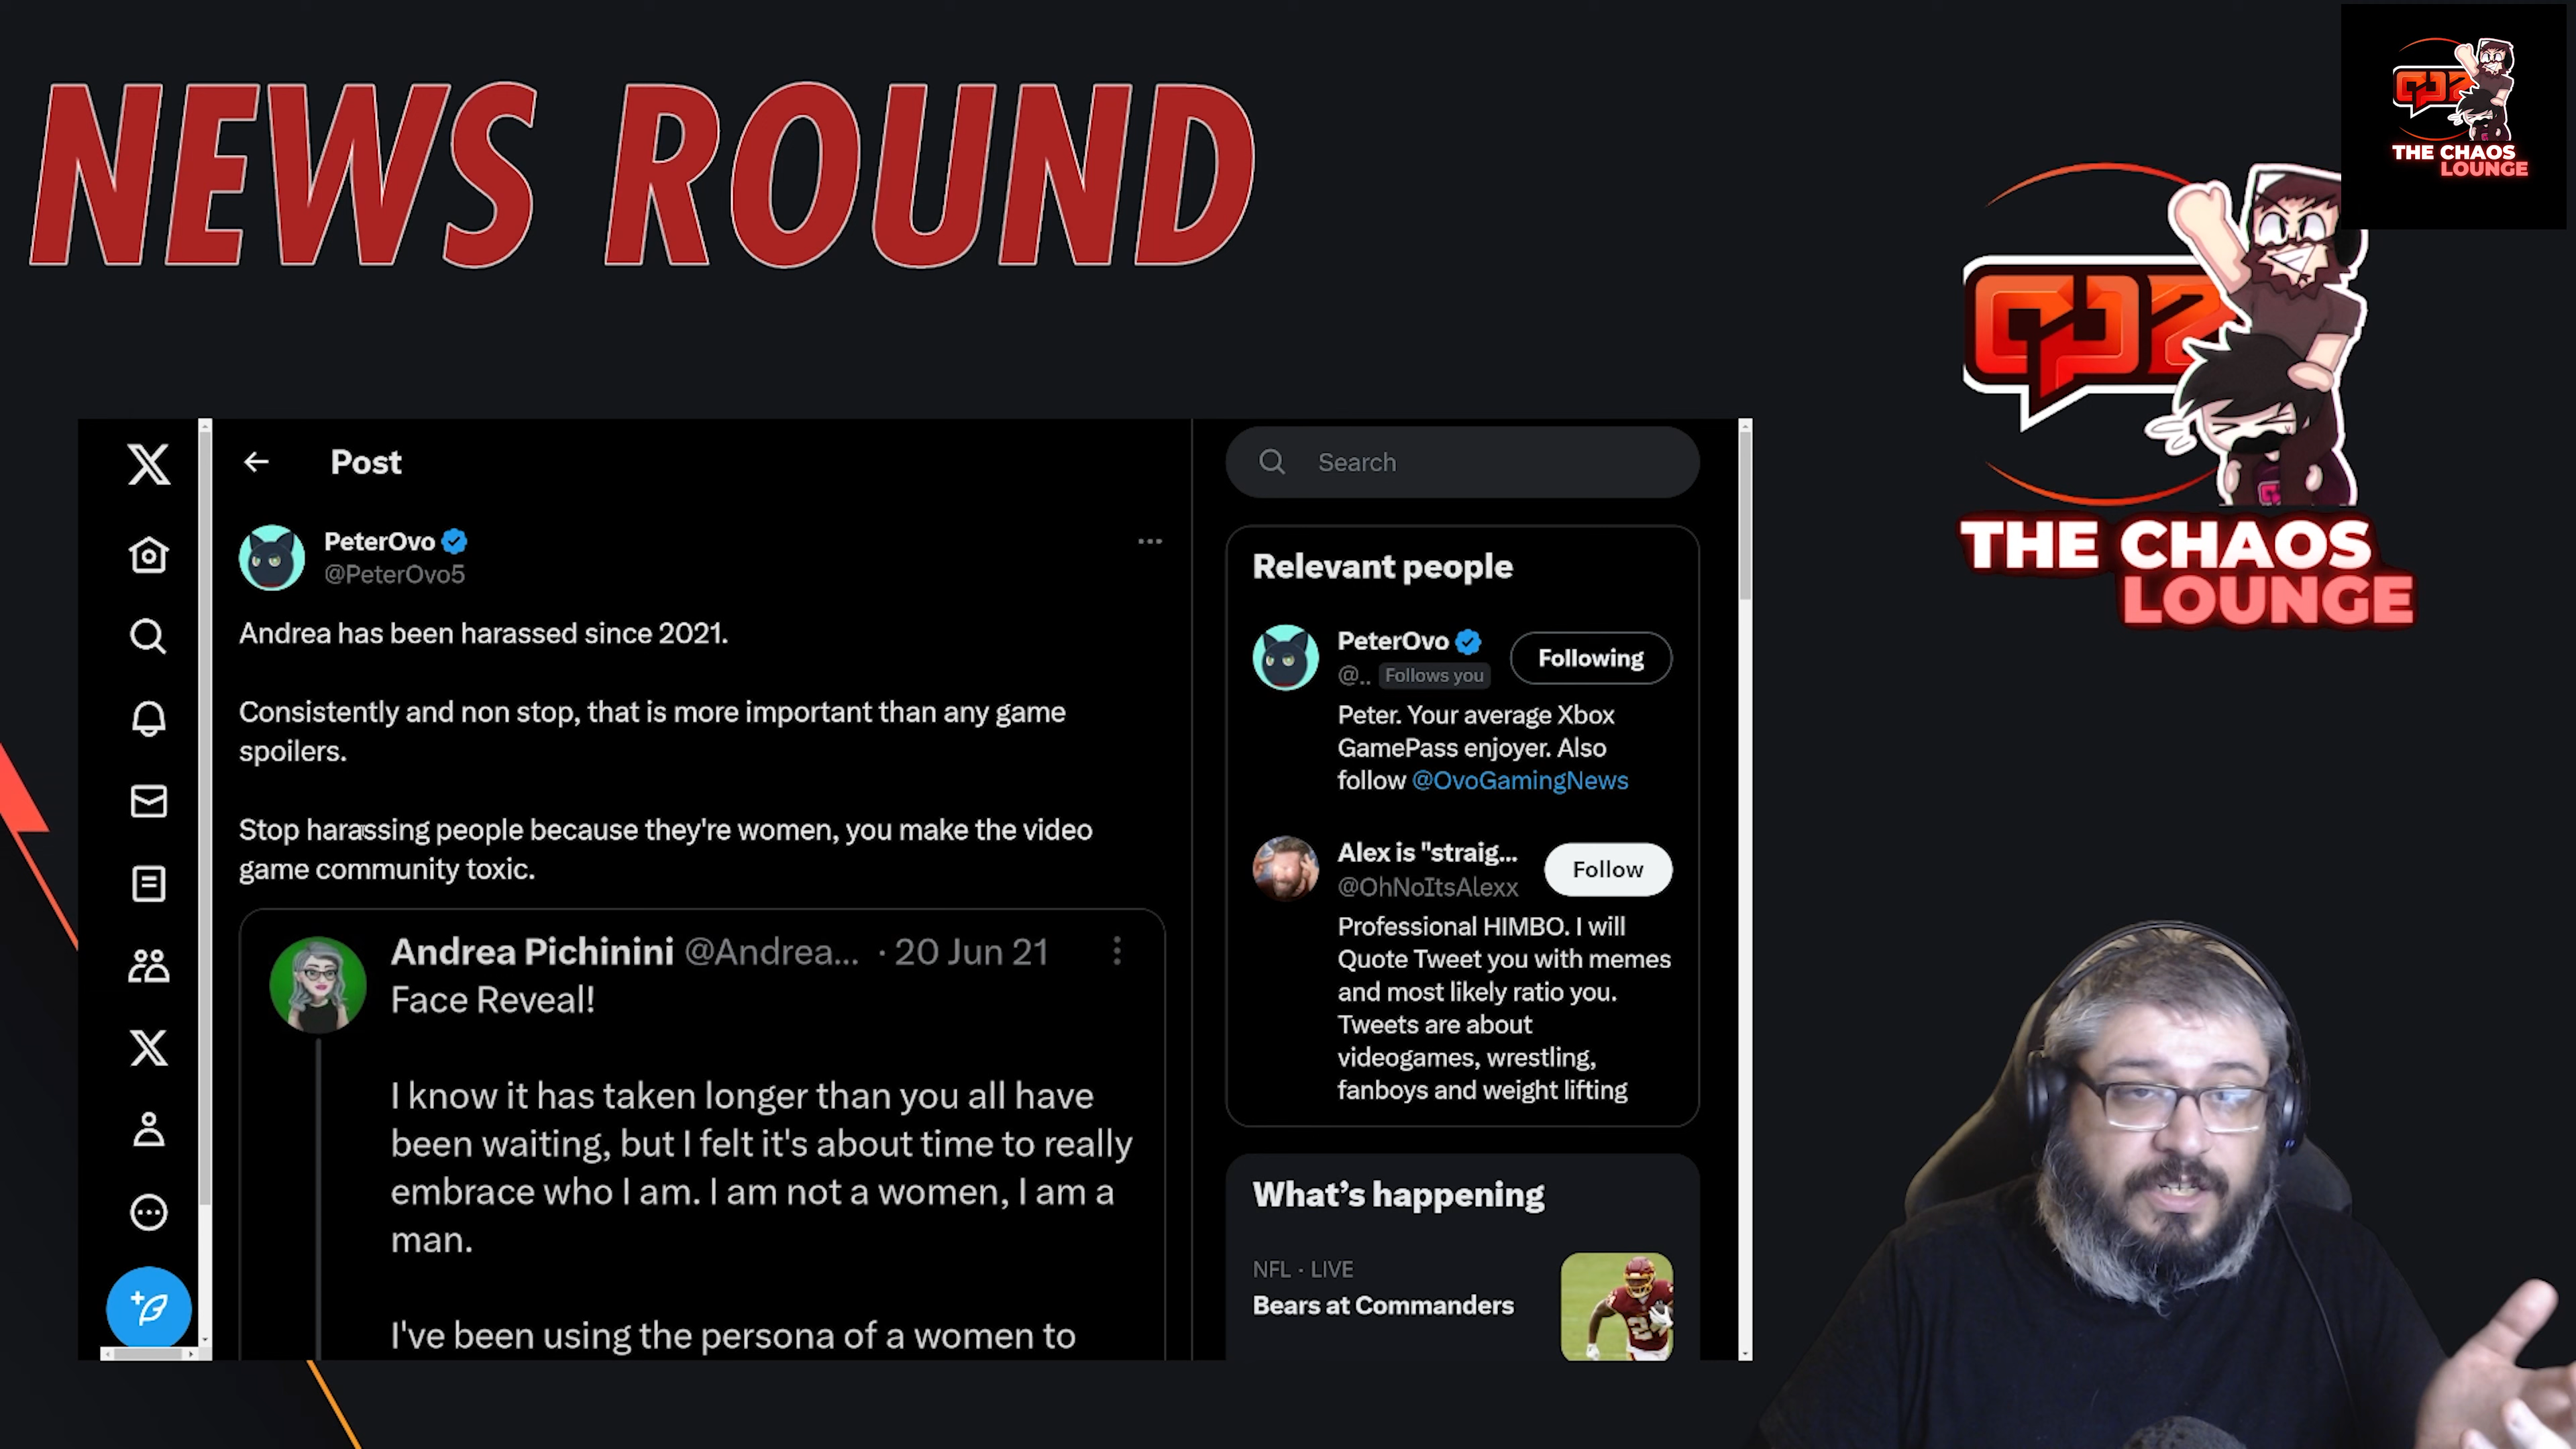 NEWS ROUND
THE CHAOS
LOUNGE
THE CHAOS
LOUNGE
Post
PeterOvo
@PeterOvo5
Andrea has been harassed since 2021.
Consistently and non stop, that is more important than any game
spoilers.
Stop harassing people because they're women, you make the video
game community toxic.
Andrea Pichinini @Andrea... · 20 Jun 21
Face Reveal!
I know it has taken longer than you all have
been waiting, but I felt it's about time to really
embrace who I am. I am not a women, I am a
man.
I've been using the persona of a women to
Search
Relevant people
PeterOvo
Following
@.. Follows you
Peter. Your average Xbox
GamePass enjoyer. Also
follow @OvoGamingNews
Alex is "straig...
@OhNoItsAlexx
Follow
Professional HIMBO. I will
Quote Tweet you with memes
and most likely ratio you.
Tweets are about
videogames, wrestling,
fanboys and weight lifting
What's happening
NFL · LIVE
Bears at Commanders